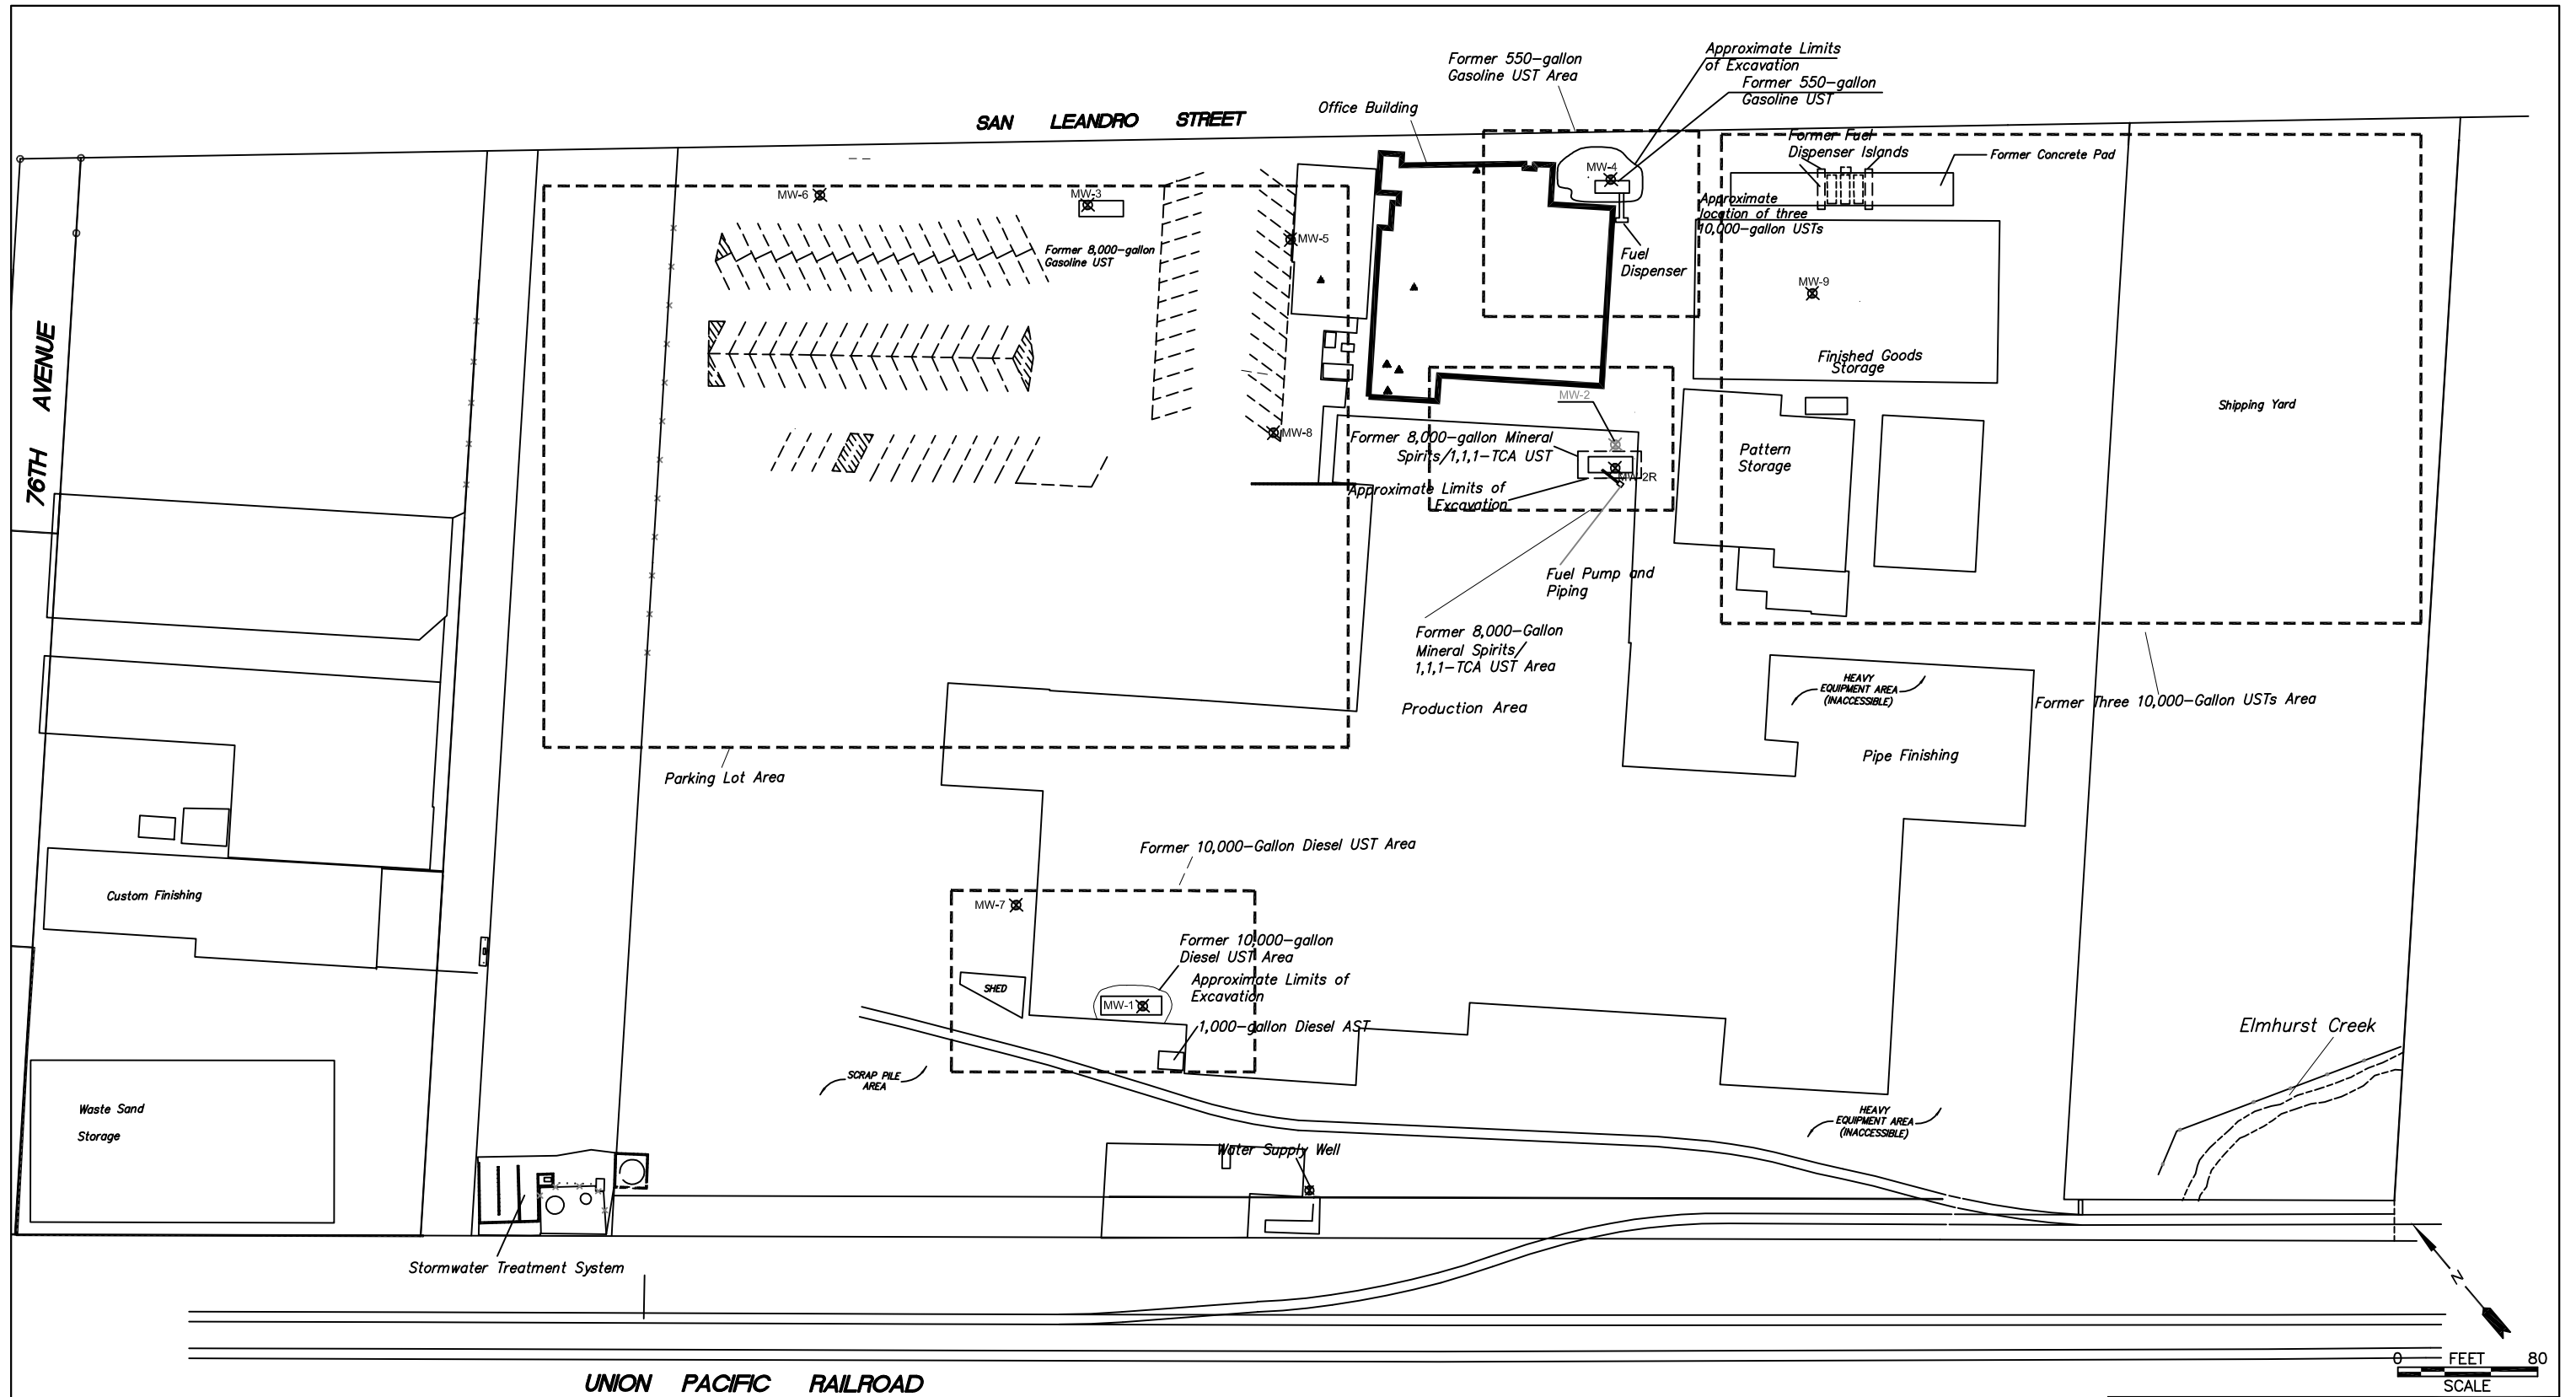 Former 550-gallon
Gasoline UST Area
Approximate Limits
of Excavation
Former 550-gallon
Gasoline UST
Office Building
SAN LEANDRO STREET
Former Fuel
Dispenser Islands
Former Concrete Pad
MW-4
MW-6
MW-3
MW-5
Approximate
location of three
10,000-gallon USTs
Former 8,000-gallon
Gasoline UST
Fuel
Dispenser
MW-9
76TH AVENUE
Finished Goods
Storage
MW-2
Shipping Yard
MW-8
Former 8,000-gallon Mineral
Spirits/1,1,1-TCA UST
Pattern
Storage
MW-2R
Approximate Limits of
Excavation
Fuel Pump and
Piping
Former 8,000-Gallon
Mineral Spirits/
1,1,1-TCA UST Area
HEAVY
EQUIPMENT AREA
(INACCESSIBLE)
Former Three 10,000-Gallon USTs Area
Production Area
Pipe Finishing
Parking Lot Area
Former 10,000-Gallon Diesel UST Area
Custom Finishing
MW-7
Former 10,000-gallon
Diesel UST Area
Approximate Limits of
Excavation
SHED
MW-1
1,000-gallon Diesel AST
Elmhurst Creek
SCRAP PILE
AREA
Waste Sand
Storage
HEAVY
EQUIPMENT AREA
(INACCESSIBLE)
Water Supply Well
Stormwater Treatment System
N
0 FEET 80
SCALE
UNION PACIFIC RAILROAD